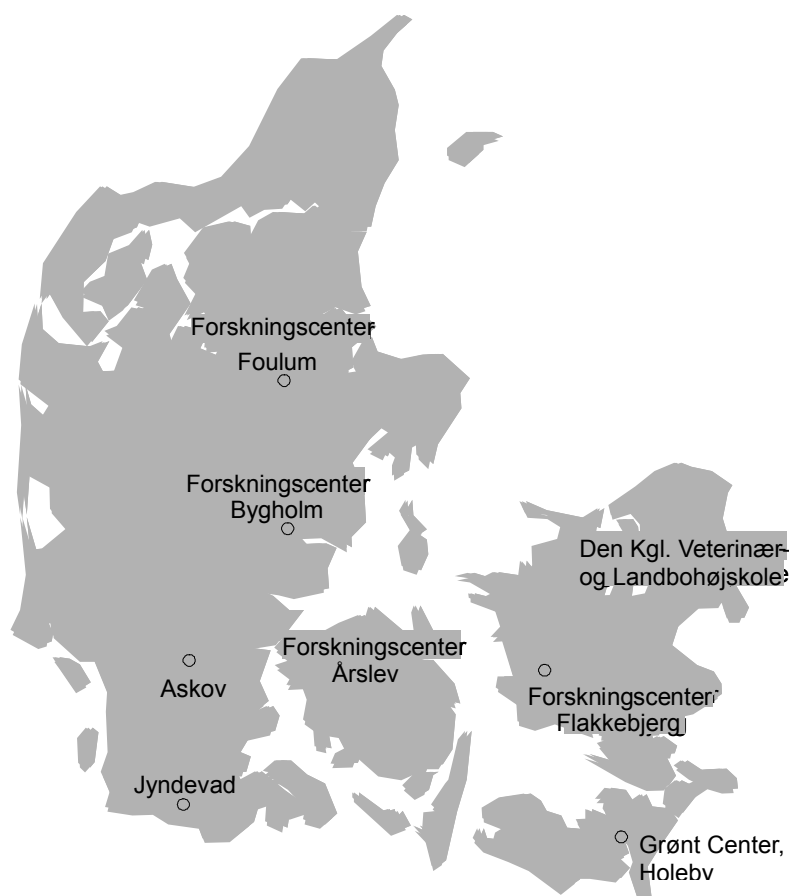 Forskningscenter
Foulum
Forskningscenter
Bygholm
Den Kgl. Veterinær-
og Landbohøjskole
Forskningscenter
Årslev
Askov
Forskningscenter
Flakkebjerg
Jyndevad
Grønt Center,
Holeby